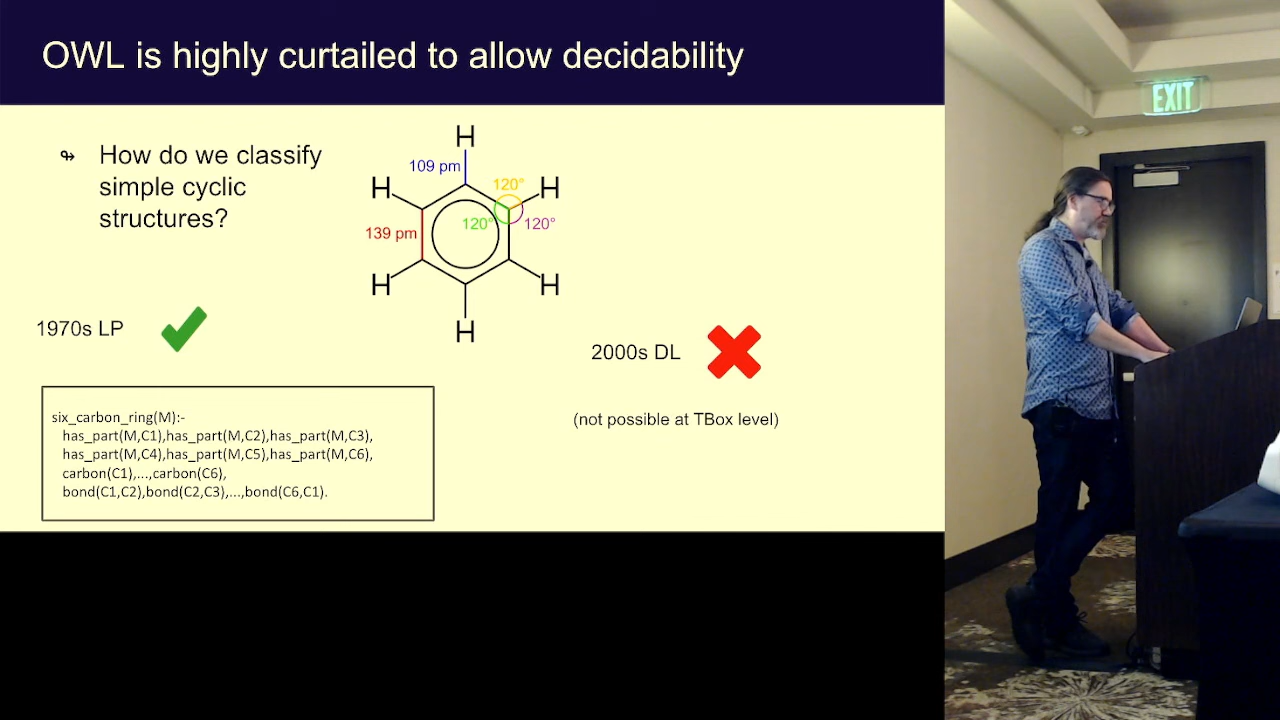 OWL is highly curtailed to allow decidability
↬ How do we classify
simple cyclic
structures?
H
109 pm
H
120°
H
120°
120°
139 pm
H
H
H
1970s LP
2000s DL
(not possible at TBox level)
six_carbon_ring(M):-
has_part(M,C1),has_part(M,C2),has_part(M,C3),
has_part(M,C4),has_part(M,C5),has_part(M,C6),
carbon(C1),...,carbon(C6),
bond(C1,C2),bond(C2,C3),...,bond(C6,C1).
EXIT